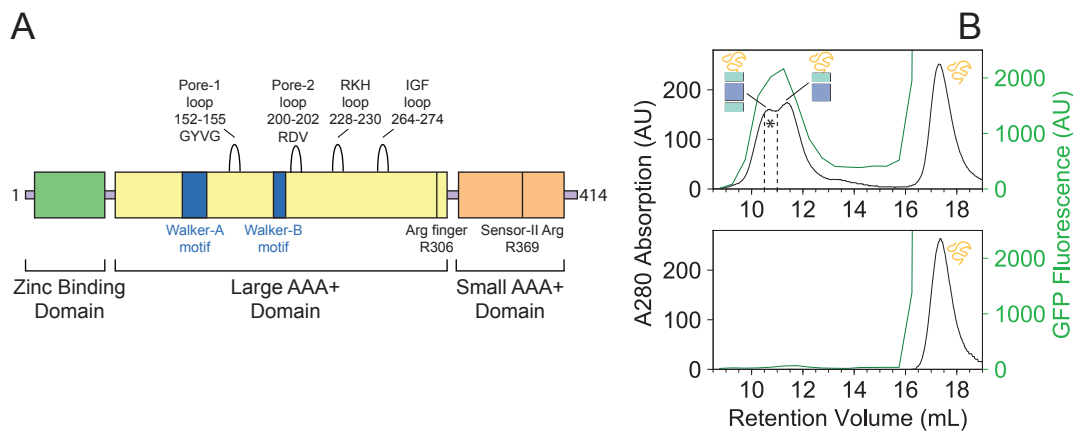 A
Pore-1
loop
152-155
GYVG
Pore-2
loop
200-202
RDV
RKH
loop
228-230
IGF
loop
264-274
1
414
Walker-A
motif
Walker-B
motif
Arg finger
R306
Sensor-II Arg
R369
Zinc Binding
Domain
Large AAA+
Domain
Small AAA+
Domain
B
A280 Absorption (AU)
200
100
0
*
10 12 14 16 18
2000
1000
0
200
100
0
10 12 14 16 18
2000
1000
0
GFP Fluorescence (AU)
Retention Volume (mL)